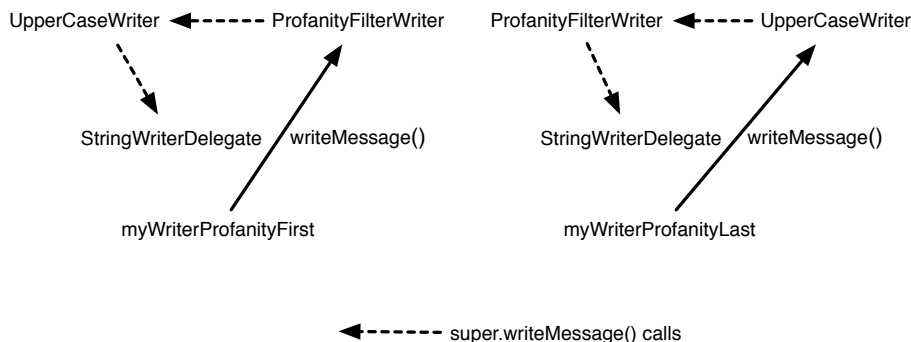 UpperCaseWriter ProfanityFilterWriter ProfanityFilterWriter UpperCaseWriter
StringWriterDelegate writeMessage() StringWriterDelegate writeMessage()
myWriterProfanityFirst myWriterProfanityLast
super.writeMessage() calls